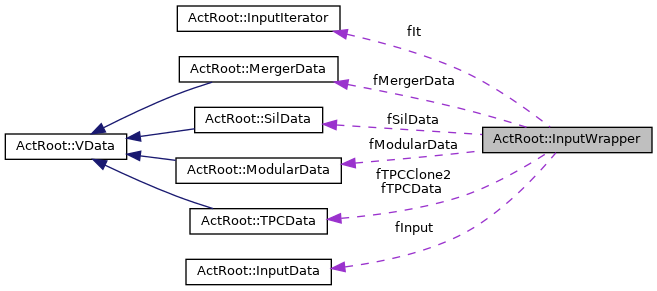 ActRoot::InputIterator
fIt
ActRoot::MergerData
fMergerData
ActRoot::SilData
fSilData
ActRoot::InputWrapper
ActRoot::VData
fModularData
ActRoot::ModularData
fTPCClone2
fTPCData
ActRoot::TPCData
fInput
ActRoot::InputData